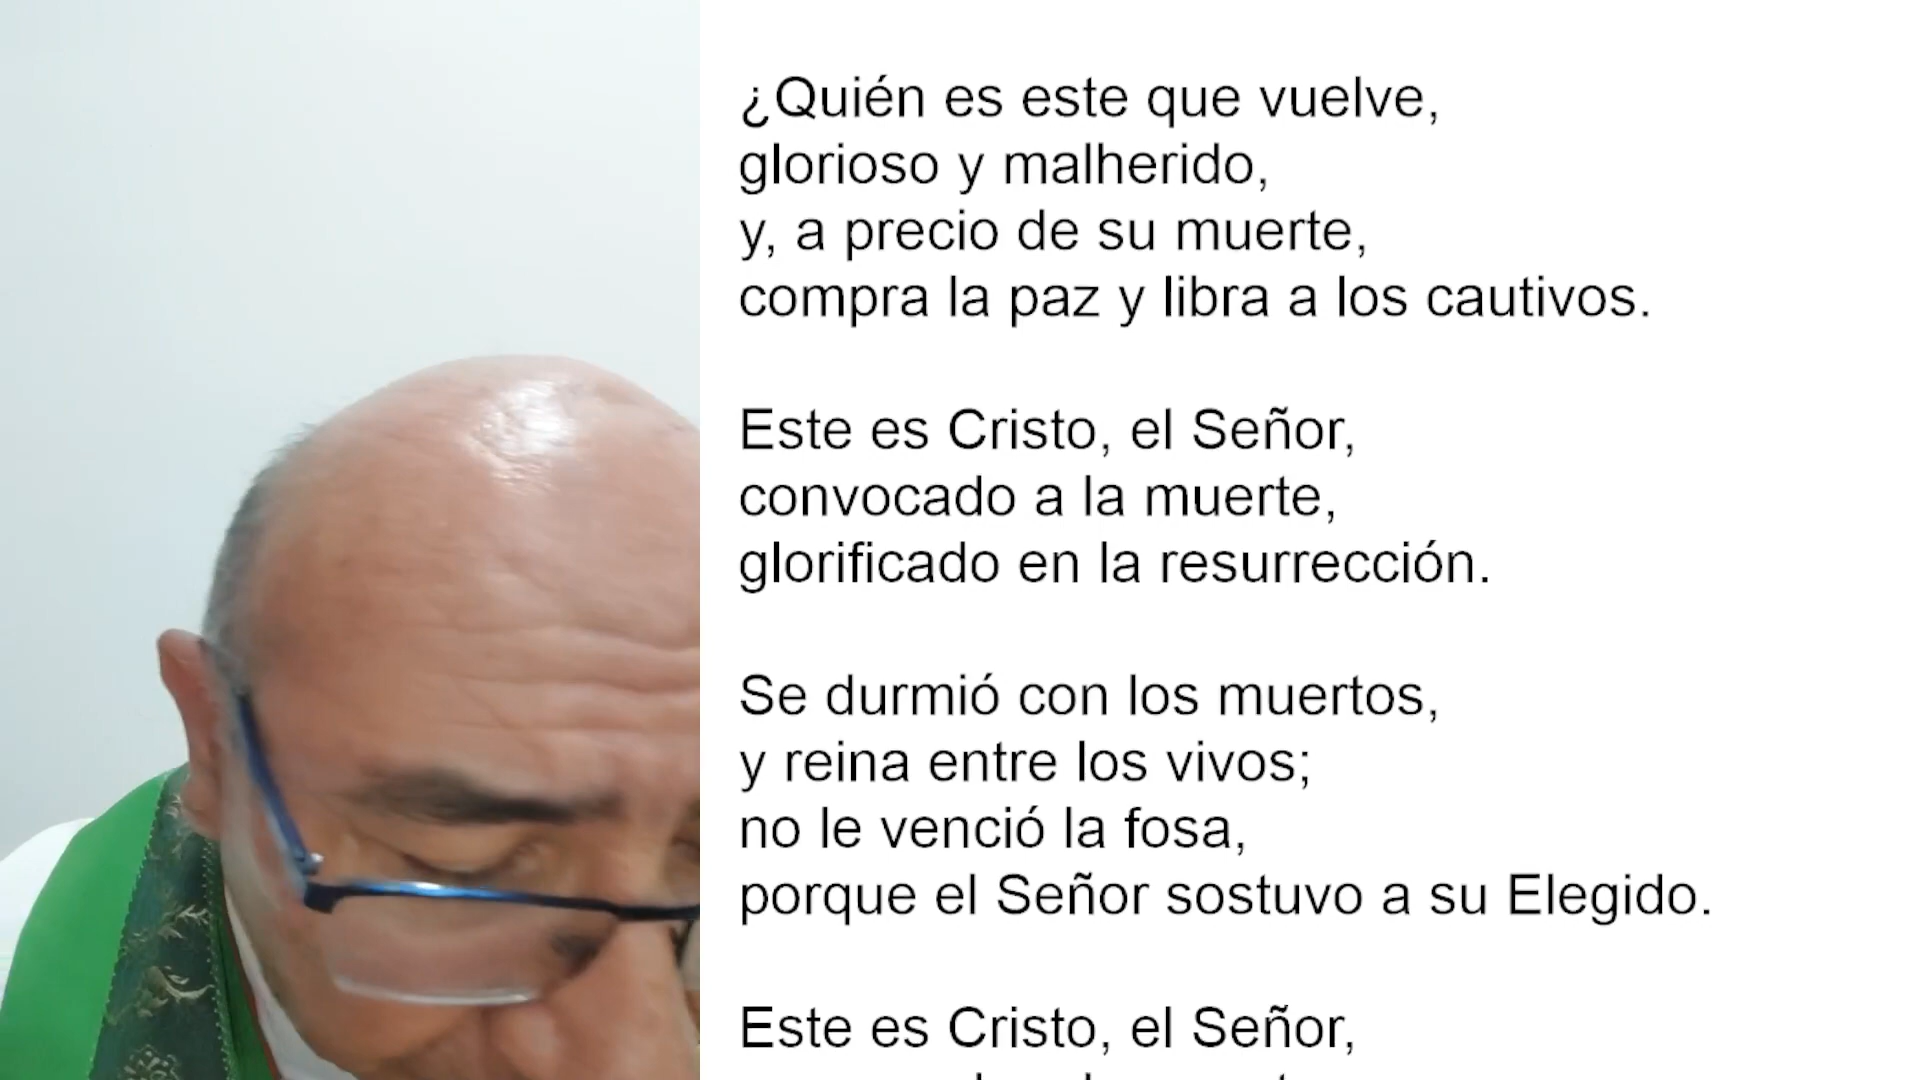 ¿Quién es este que vuelve,
glorioso y malherido,
y, a precio de su muerte,
compra la paz y libra a los cautivos.
Este es Cristo, el Señor,
convocado a la muerte,
glorificado en la resurrección.
Se durmió con los muertos,
y reina entre los vivos;
no le venció la fosa,
porque el Señor sostuvo a su Elegido.
Este es Cristo, el Señor,